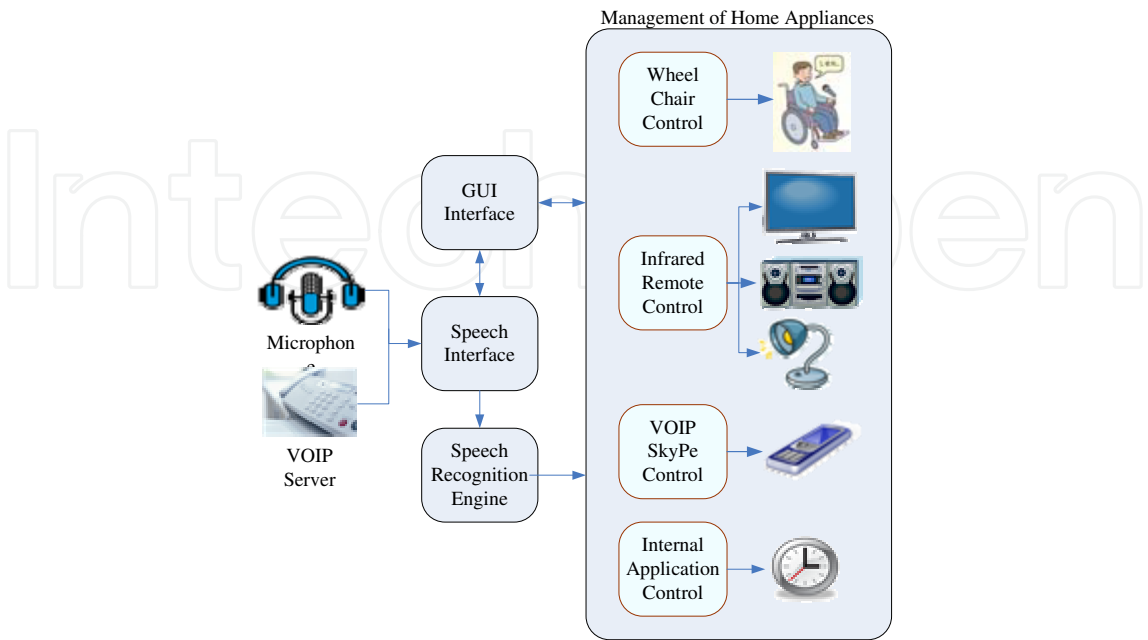 Management of Home Appliances
Wheel
Chair
Control
GUI
Interface
Infrared
Remote
Control
Microphon
Speech
Interface
VOIP
Server
Speech
Recognition
Engine
VOIP
SkyPe
Control
Internal
Application
Control